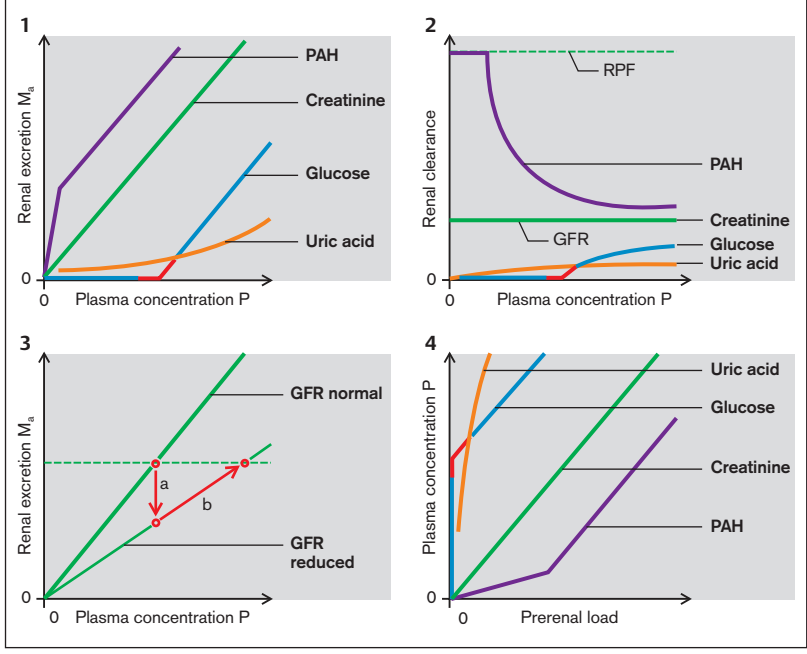 1
Renal excretion Mₐ
PAH
Creatinine
Glucose
Uric acid
0
0
Plasma concentration P
2
Renal clearance
RPF
PAH
Creatinine
GFR
Glucose
Uric acid
0
0
Plasma concentration P
3
Renal excretion Mₐ
GFR normal
a
b
GFR
reduced
0
0
Plasma concentration P
4
Plasma concentration P
Uric acid
Glucose
Creatinine
PAH
0
0
Prerenal load